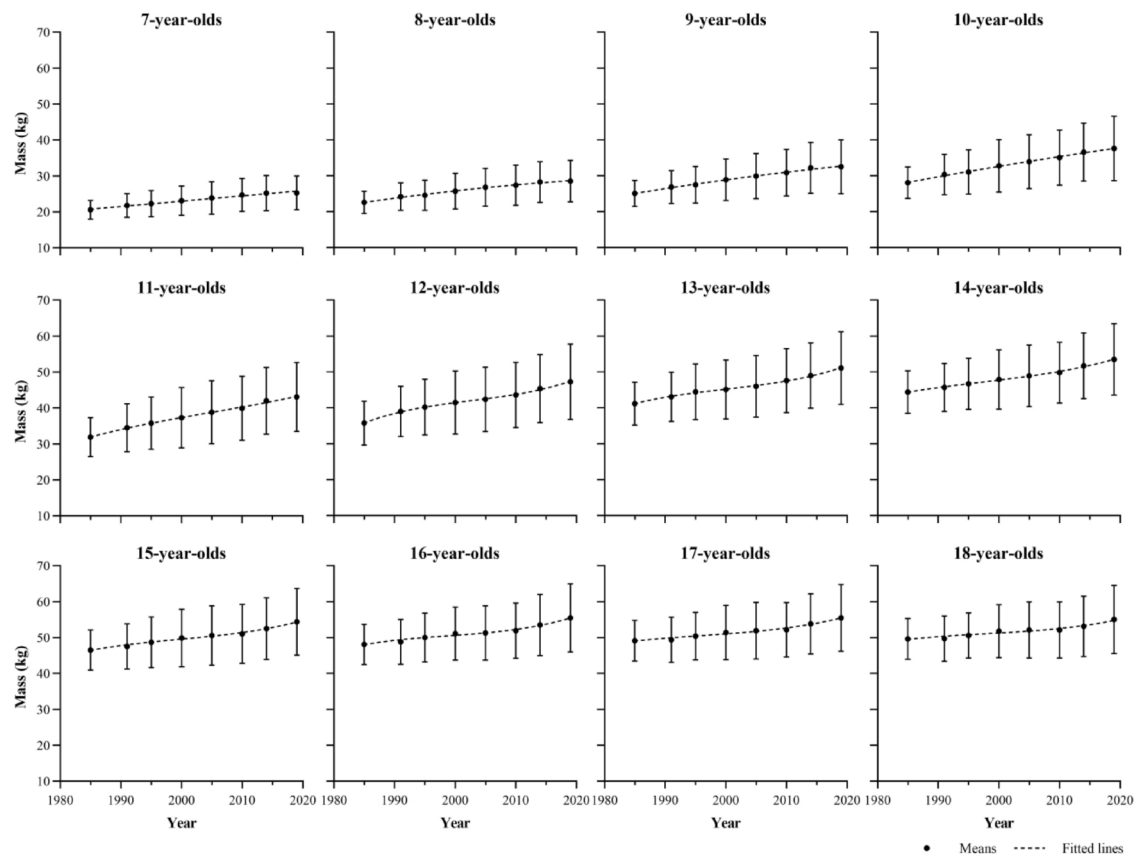 7-year-olds 8-year-olds 9-year-olds 10-year-olds
70
60
50
40
30
20
10
Mass (kg)
11-year-olds 12-year-olds 13-year-olds 14-year-olds
70
60
50
40
30
20
10
Mass (kg)
15-year-olds 16-year-olds 17-year-olds 18-year-olds
70
60
50
40
30
20
10
Mass (kg)
1980 1990 2000 2010 2020 1980 1990 2000 2010 2020 1980 1990 2000 2010 2020 1980 1990 2000 2010 2020
Year Year Year Year
Means Fitted lines